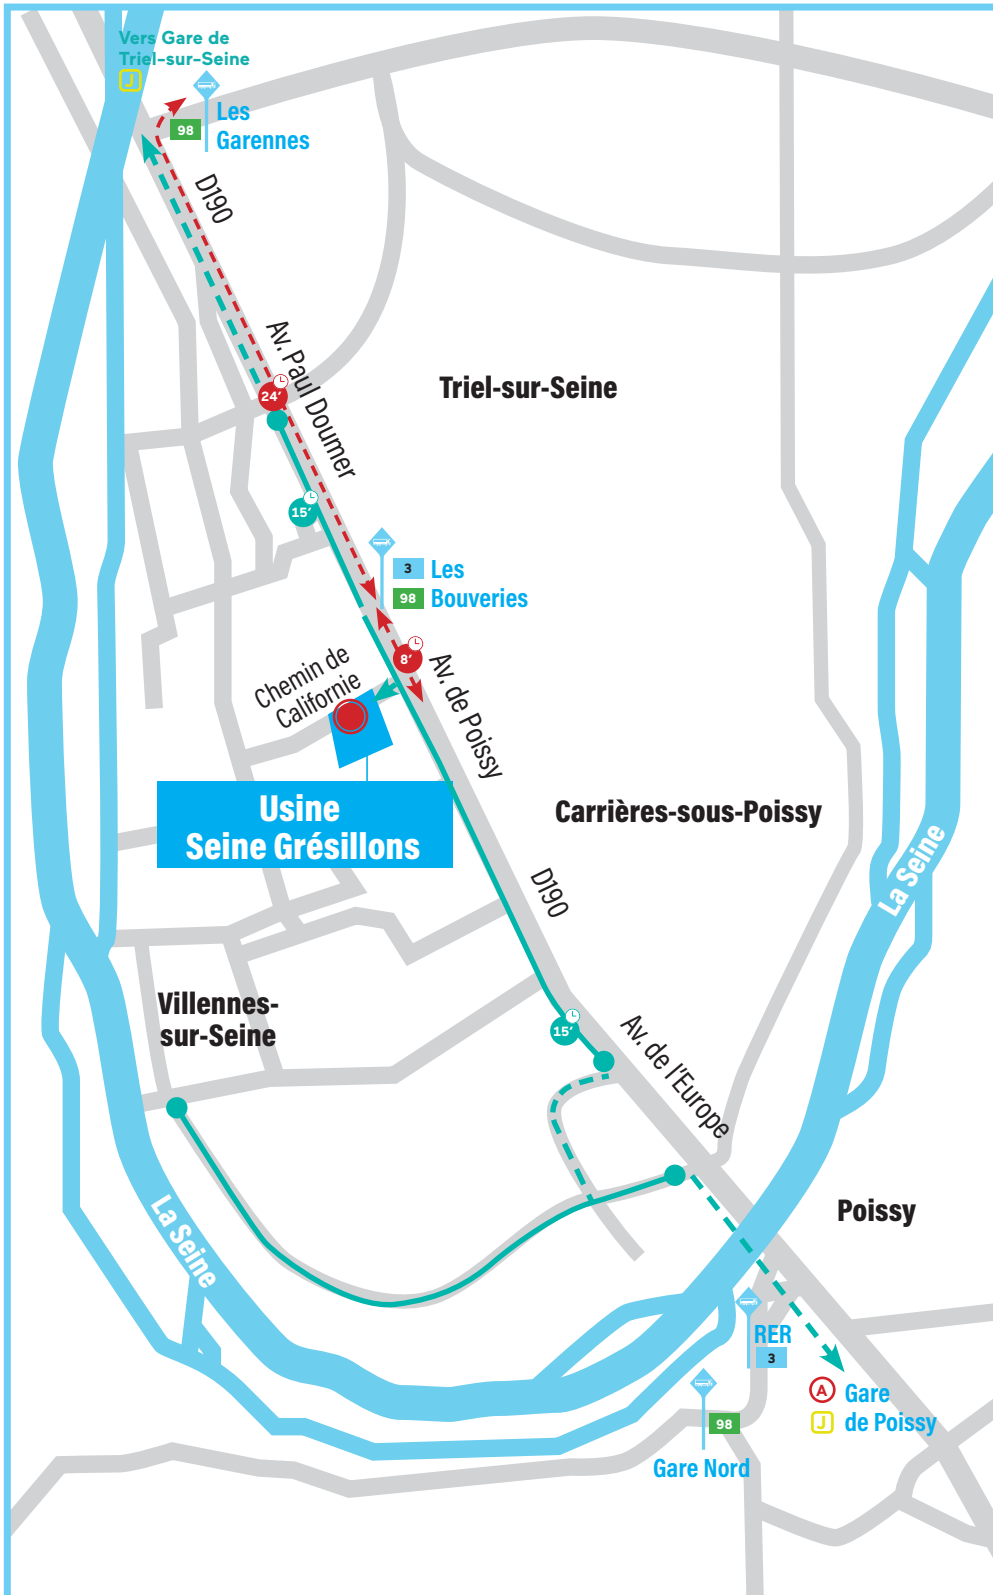 Vers Gare de
Triel-sur-Seine
J
Les
Garennes
98
D190
Av. Paul Doumer
Triel-sur-Seine
24'
15'
3 Les
98 Bouveries
8'
Chemin de
Californie
Av. de Poissy
Usine
Seine Grésillons
Carrières-sous-Poissy
La Seine
D190
Villennes-
sur-Seine
15'
Av. de l'Europe
La Seine
Poissy
RER
3
A Gare
J de Poissy
98
Gare Nord